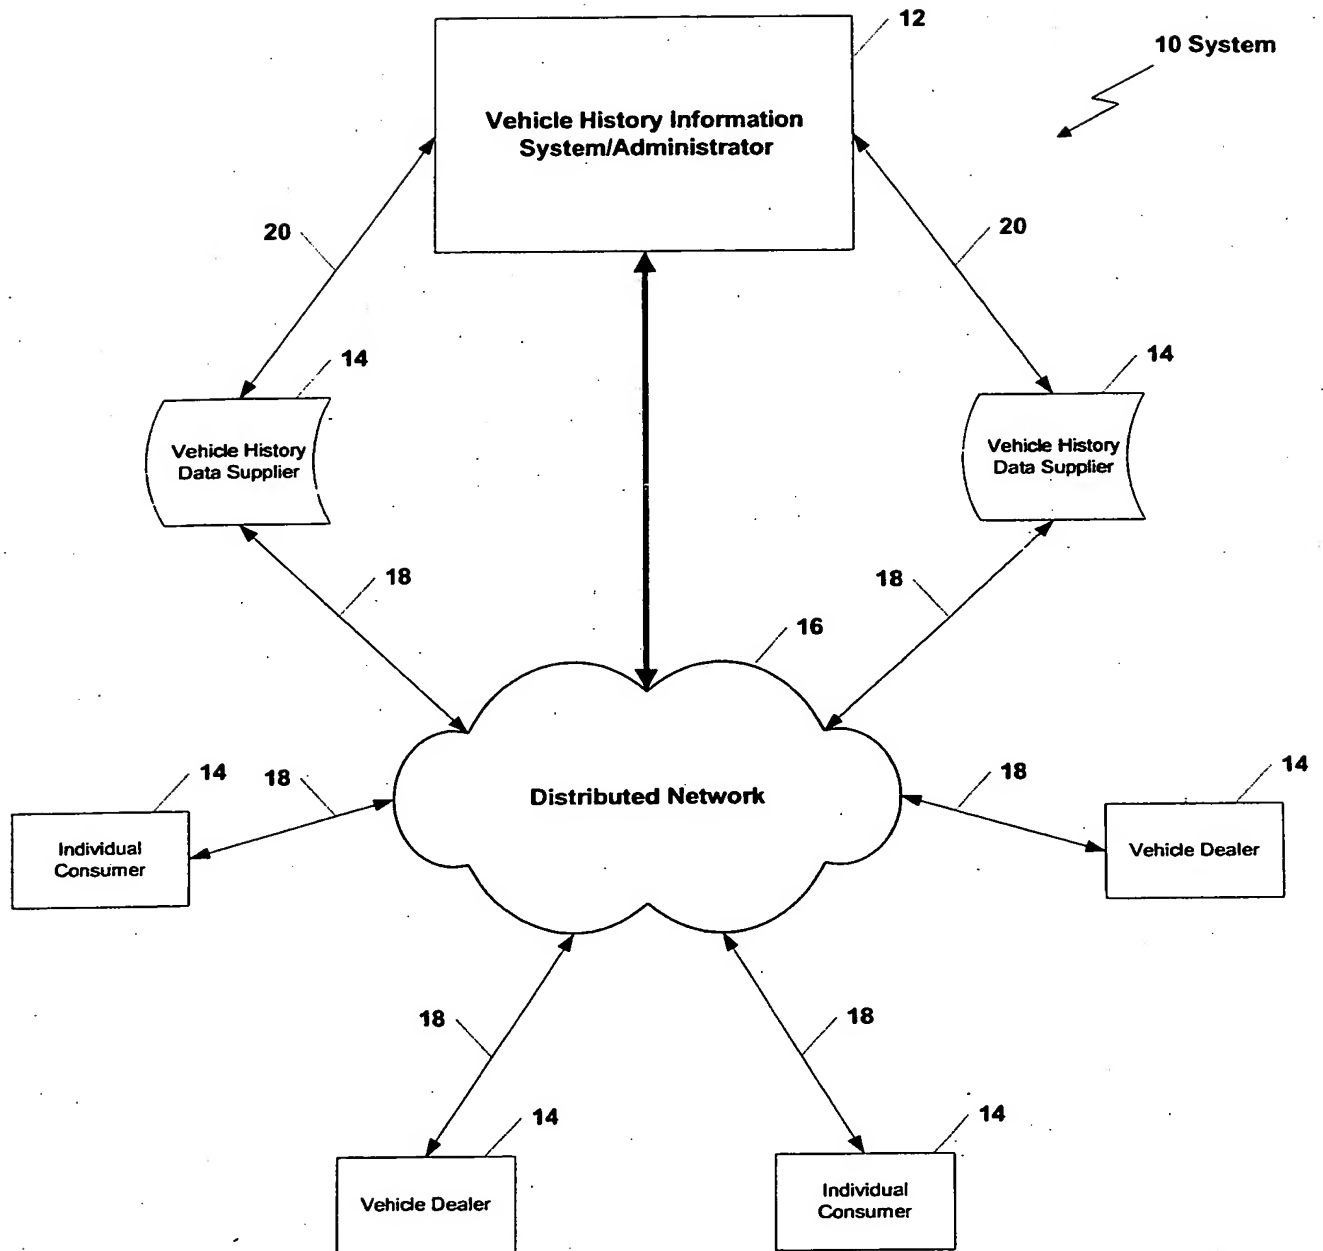 12
10 System
Vehicle History Information
System/Administrator
20
20
14
14
Vehicle History
Data Supplier
Vehicle History
Data Supplier
18
18
16
14
18
18
14
Distributed Network
Individual
Consumer
Vehicle Dealer
18
18
14
14
Vehicle Dealer
Individual
Consumer